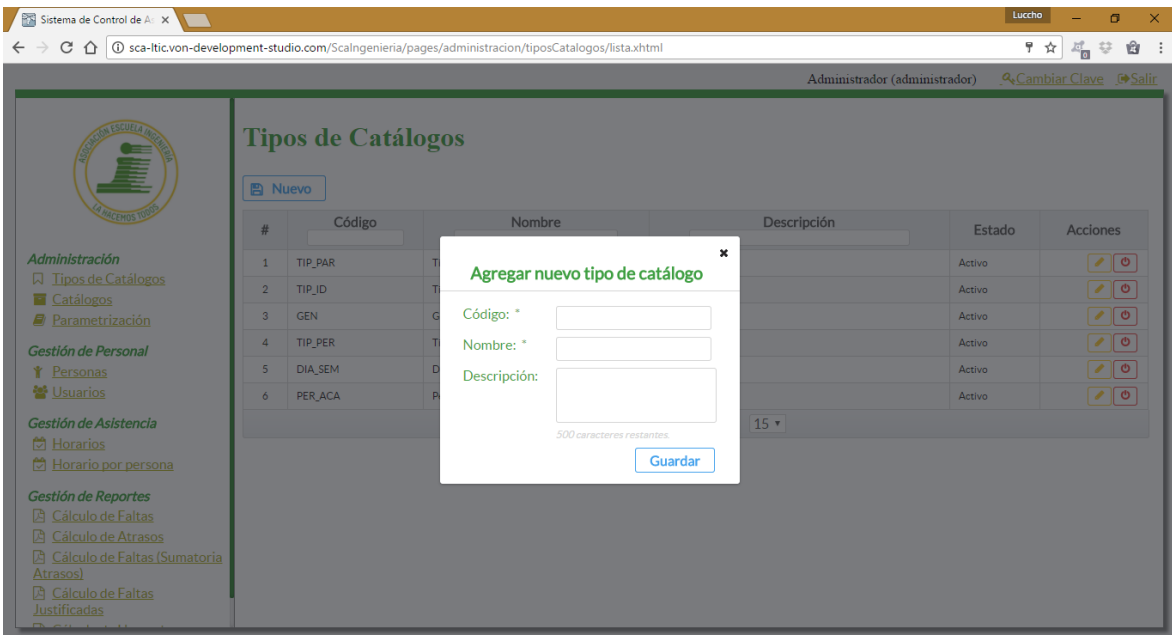 Sistema de Control de A
Luccho
sca-ltic.von-development-studio.com/ScaIngenieria/pages/administracion/tiposCatalogos/lista.xhtml
0
Administrador (administrador) Cambiar Clave Salir
ASOCIACIÓN ESCUELA INGENIERÍA
LA HACEMOS TODOS
Tipos de Catálogos
Nuevo
# Código Nombre Descripción Estado Acciones
1 TIP_PAR Activo
2 TIP_ID Activo
3 GEN Activo
4 TIP_PER Activo
5 DIA_SEM Activo
6 PER_ACA Activo
15
Administración
Tipos de Catálogos
Catálogos
Parametrización
Gestión de Personal
Personas
Usuarios
Gestión de Asistencia
Horarios
Horario por persona
Gestión de Reportes
Cálculo de Faltas
Cálculo de Atrasos
Cálculo de Faltas (Sumatoria
Atrasos)
Cálculo de Faltas
Justificadas
Agregar nuevo tipo de catálogo
Código: *
Nombre: *
Descripción:
500 caracteres restantes.
Guardar